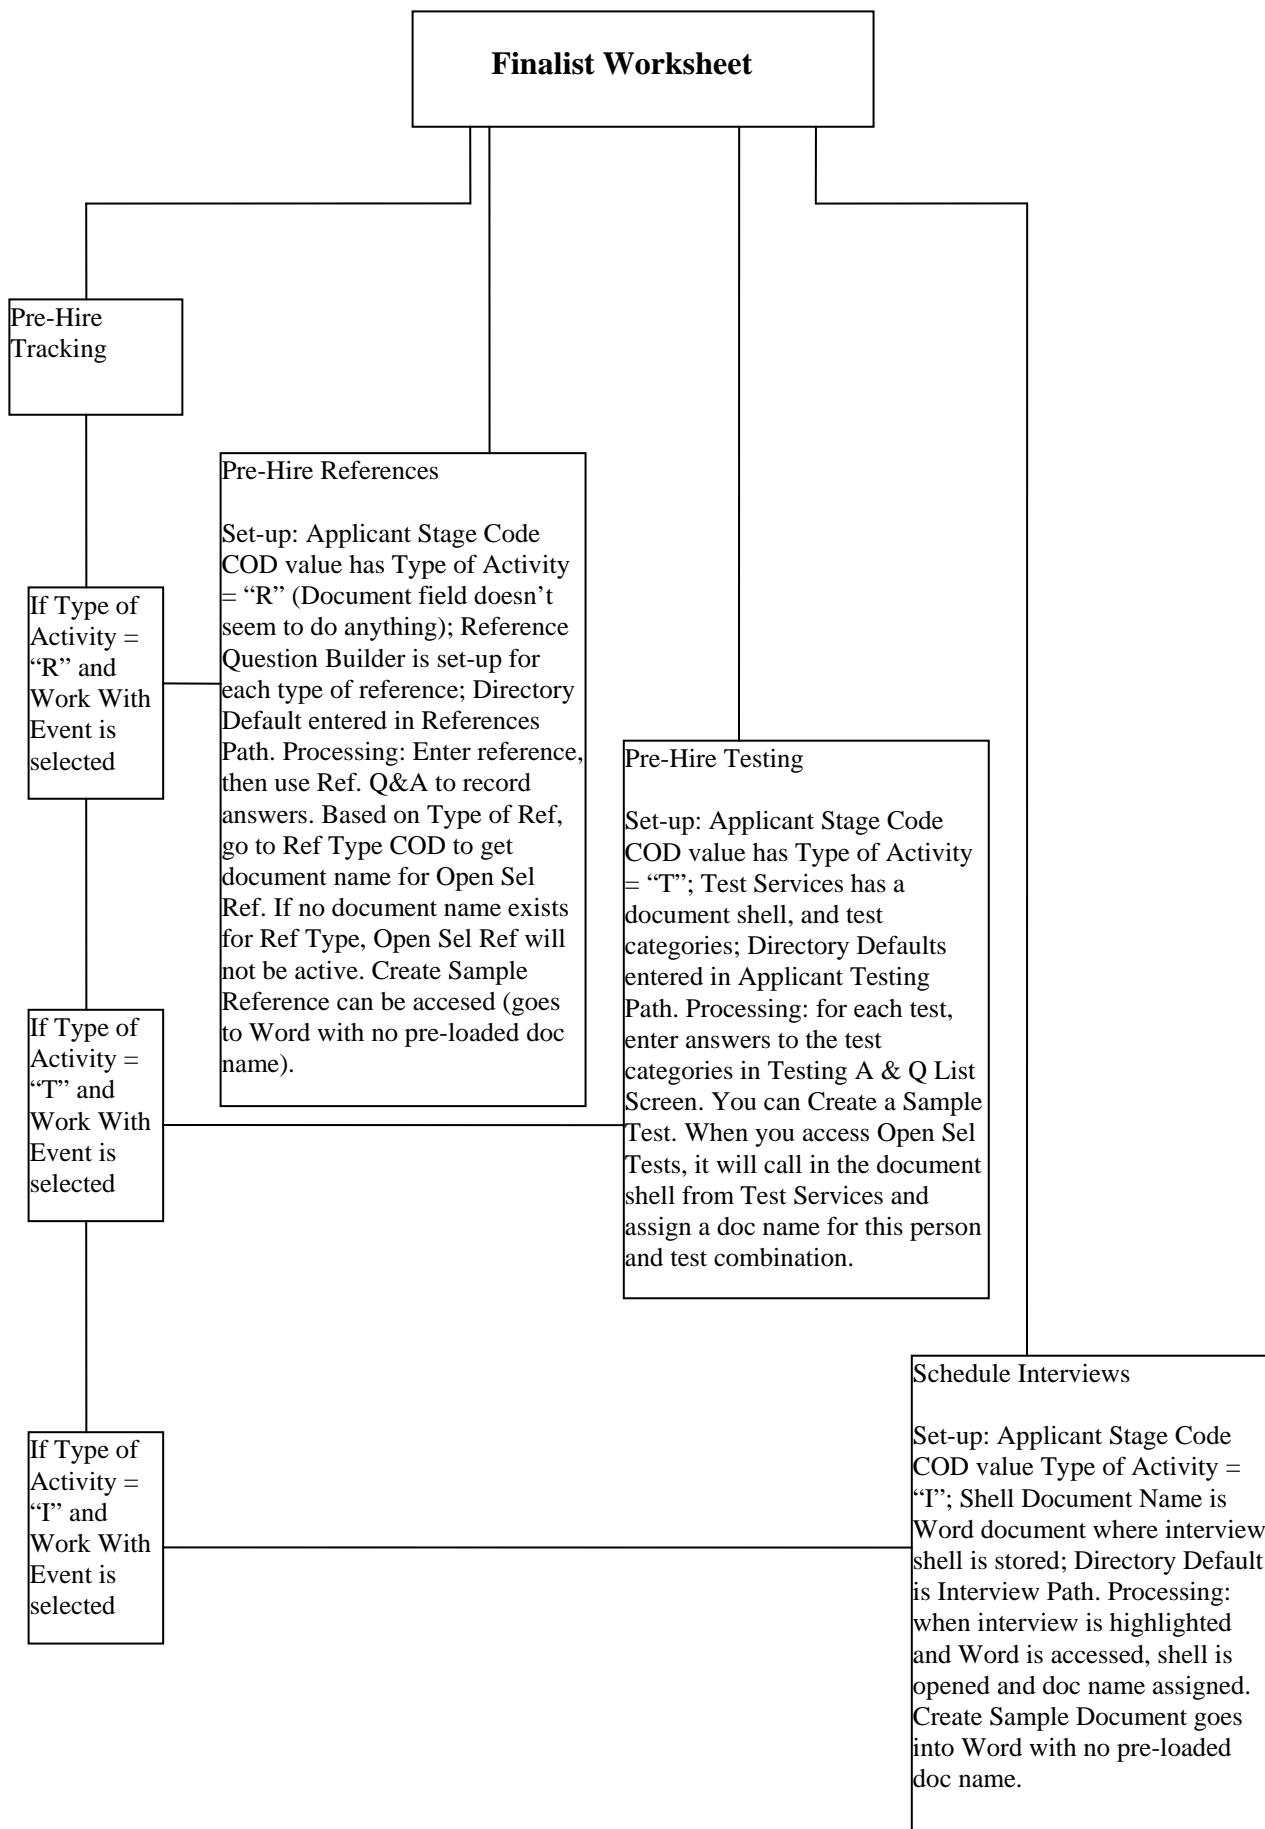 Finalist Worksheet
Pre-Hire
Tracking
Pre-Hire References
Set-up: Applicant Stage Code
COD value has Type of Activity
= “R” (Document field doesn’t
seem to do anything); Reference
Question Builder is set-up for
each type of reference; Directory
Default entered in References
Path. Processing: Enter reference,
then use Ref. Q&A to record
answers. Based on Type of Ref,
go to Ref Type COD to get
document name for Open Sel
Ref. If no document name exists
for Ref Type, Open Sel Ref will
not be active. Create Sample
Reference can be accesed (goes
to Word with no pre-loaded doc
name).
If Type of
Activity =
“R” and
Work With
Event is
selected
Pre-Hire Testing
Set-up: Applicant Stage Code
COD value has Type of Activity
= “T”; Test Services has a
document shell, and test
categories; Directory Defaults
entered in Applicant Testing
Path. Processing: for each test,
enter answers to the test
categories in Testing A & Q List
Screen. You can Create a Sample
Test. When you access Open Sel
Tests, it will call in the document
shell from Test Services and
assign a doc name for this person
and test combination.
If Type of
Activity =
“T” and
Work With
Event is
selected
Schedule Interviews
Set-up: Applicant Stage Code
COD value Type of Activity =
“I”; Shell Document Name is
Word document where interview
shell is stored; Directory Default
is Interview Path. Processing:
when interview is highlighted
and Word is accessed, shell is
opened and doc name assigned.
Create Sample Document goes
into Word with no pre-loaded
doc name.
If Type of
Activity =
“I” and
Work With
Event is
selected